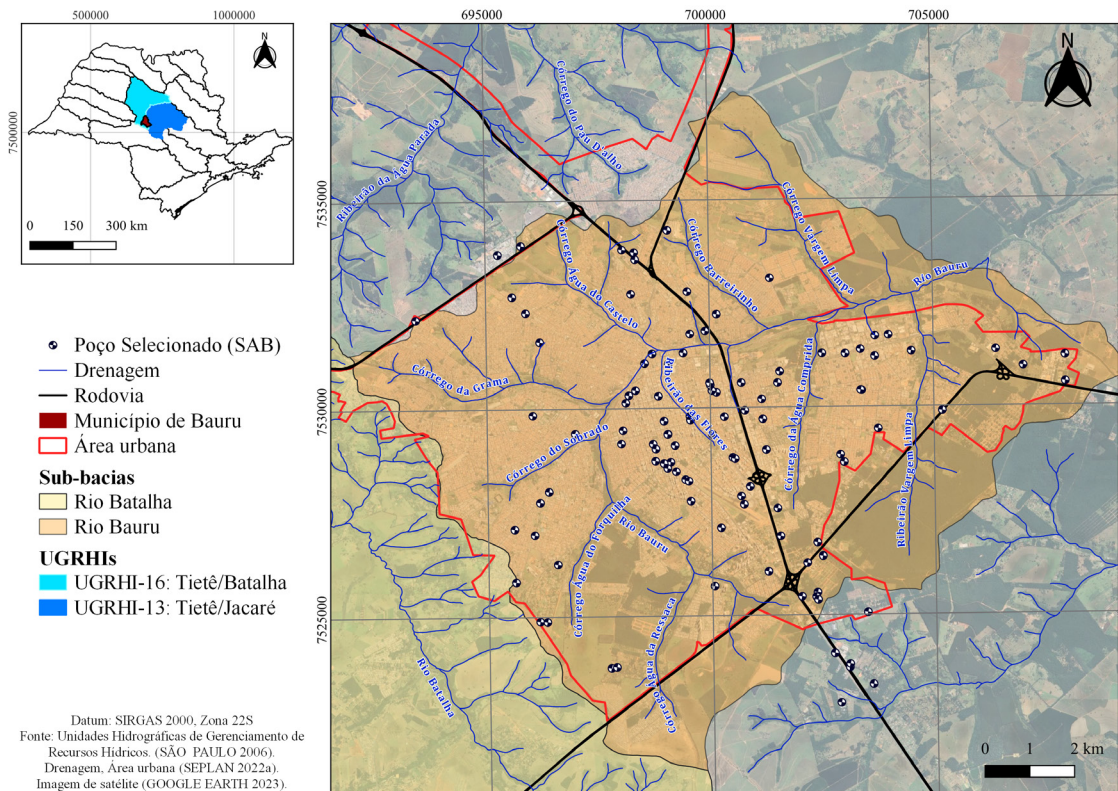 500000
1000000
7500000
N
0
150
300 km
Poço Selecionado (SAB)
Drenagem
Rodovia
Município de Bauru
Área urbana
Sub-bacias
Rio Batalha
Rio Bauru
UGRHIs
UGRHI-16: Tietê/Batalha
UGRHI-13: Tietê/Jacaré
Datum: SIRGAS 2000, Zona 22S
Fonte: Unidades Hidrográficas de Gerenciamento de
Recursos Hídricos. (SÃO PAULO 2006).
Drenagem, Área urbana (SEPLAN 2022a).
Imagem de satélite (GOOGLE EARTH 2023).
695000
700000
705000
7535000
7530000
7525000
N
Ribeirão da Água Parada
Córrego do Pau D'alho
Córrego Vargem Limpa
Córrego Barreirinho
Rio Bauru
Córrego Água do Castelo
Córrego da Grama
Ribeirão das Flores
Córrego da Água Comprida
Córrego do Sobrado
Ribeirão Vargem Limpa
Córrego Água do Forquilha
Rio Bauru
Córrego Água da Ressaca
Rio Batalha
0
1
2 km